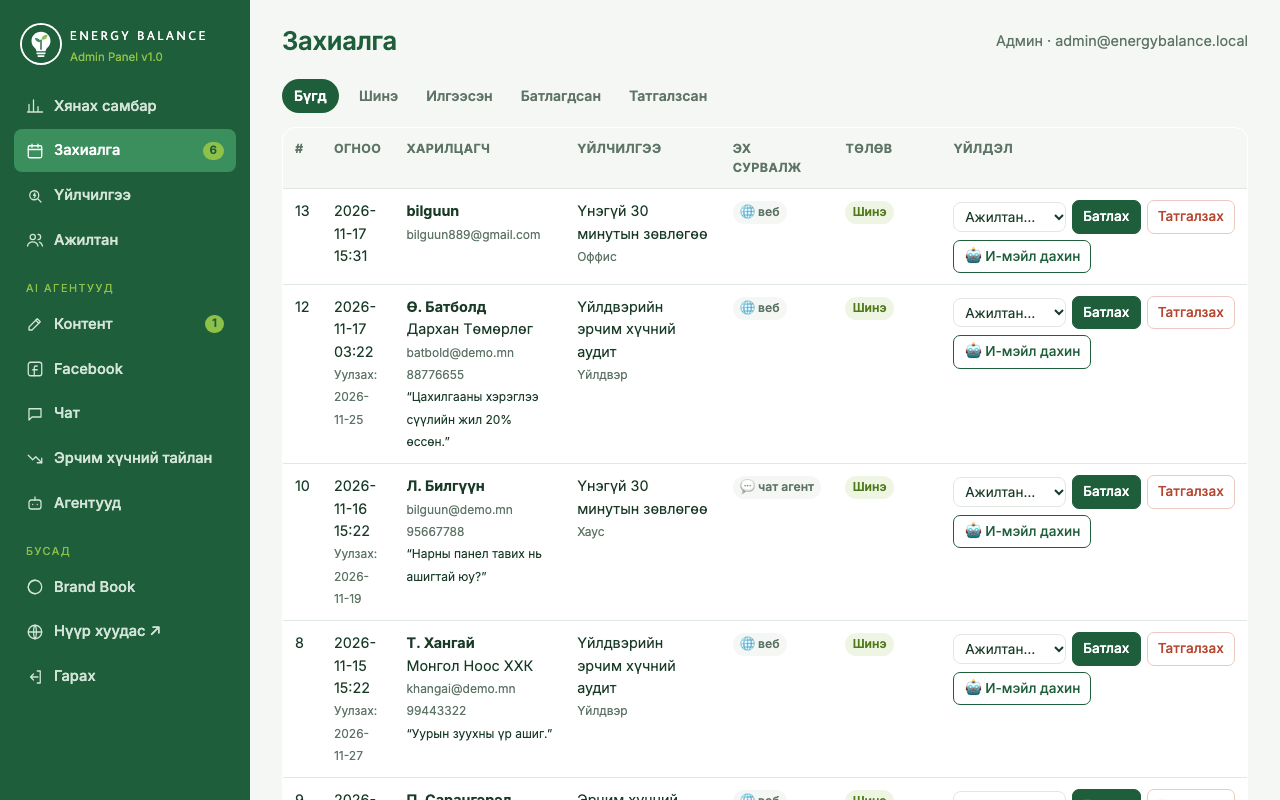 ENERGY BALANCE
Admin Panel v1.0
Хянах самбар
Захиалга 6
Үйлчилгээ
Ажилтан
AI АГЕНТУУД
Контент 1
Facebook
Чат
Эрчим хүчний тайлан
Агентууд
БУСАД
Brand Book
Нүүр хуудас ↗
Гарах
Захиалга
Админ · admin@energybalance.local
Бүгд Шинэ Илгээсэн Батлагдсан Татгалзсан
# ОГНОО ХАРИЛЦАГЧ ҮЙЛЧИЛГЭЭ ЭХ СУРВАЛЖ ТӨЛӨВ ҮЙЛДЭЛ
13
2026-
11-17
15:31
bilguun
bilguun889@gmail.com
Үнэгүй 30
минутын зөвлөгөө
Оффис
🌐 веб
Шинэ
Ажилтан... Батлах Татгалзах
🤖 И-мэйл дахин
12
2026-
11-17
03:22
Уулзах:
2026-
11-25
Ө. Батболд
Дархан Төмөрлөг
batbold@demo.mn
88776655
“Цахилгааны хэрэглээ
сүүлийн жил 20%
өссөн.”
Үйлдвэрийн
эрчим хүчний
аудит
Үйлдвэр
🌐 веб
Шинэ
Ажилтан... Батлах Татгалзах
🤖 И-мэйл дахин
10
2026-
11-16
15:22
Уулзах:
2026-
11-19
Л. Билгүүн
bilguun@demo.mn
95667788
“Нарны панел тавих нь
ашигтай юу?”
Үнэгүй 30
минутын зөвлөгөө
Хаус
💬 чат агент
Шинэ
Ажилтан... Батлах Татгалзах
🤖 И-мэйл дахин
8
2026-
11-15
15:22
Уулзах:
2026-
11-27
Т. Хангай
Монгол Ноос ХХК
khangai@demo.mn
99443322
“Уурын зуухны үр ашиг.”
Үйлдвэрийн
эрчим хүчний
аудит
Үйлдвэр
🌐 веб
Шинэ
Ажилтан... Батлах Татгалзах
🤖 И-мэйл дахин
9
2026-
Эрчим хүчний
веб
Шинэ